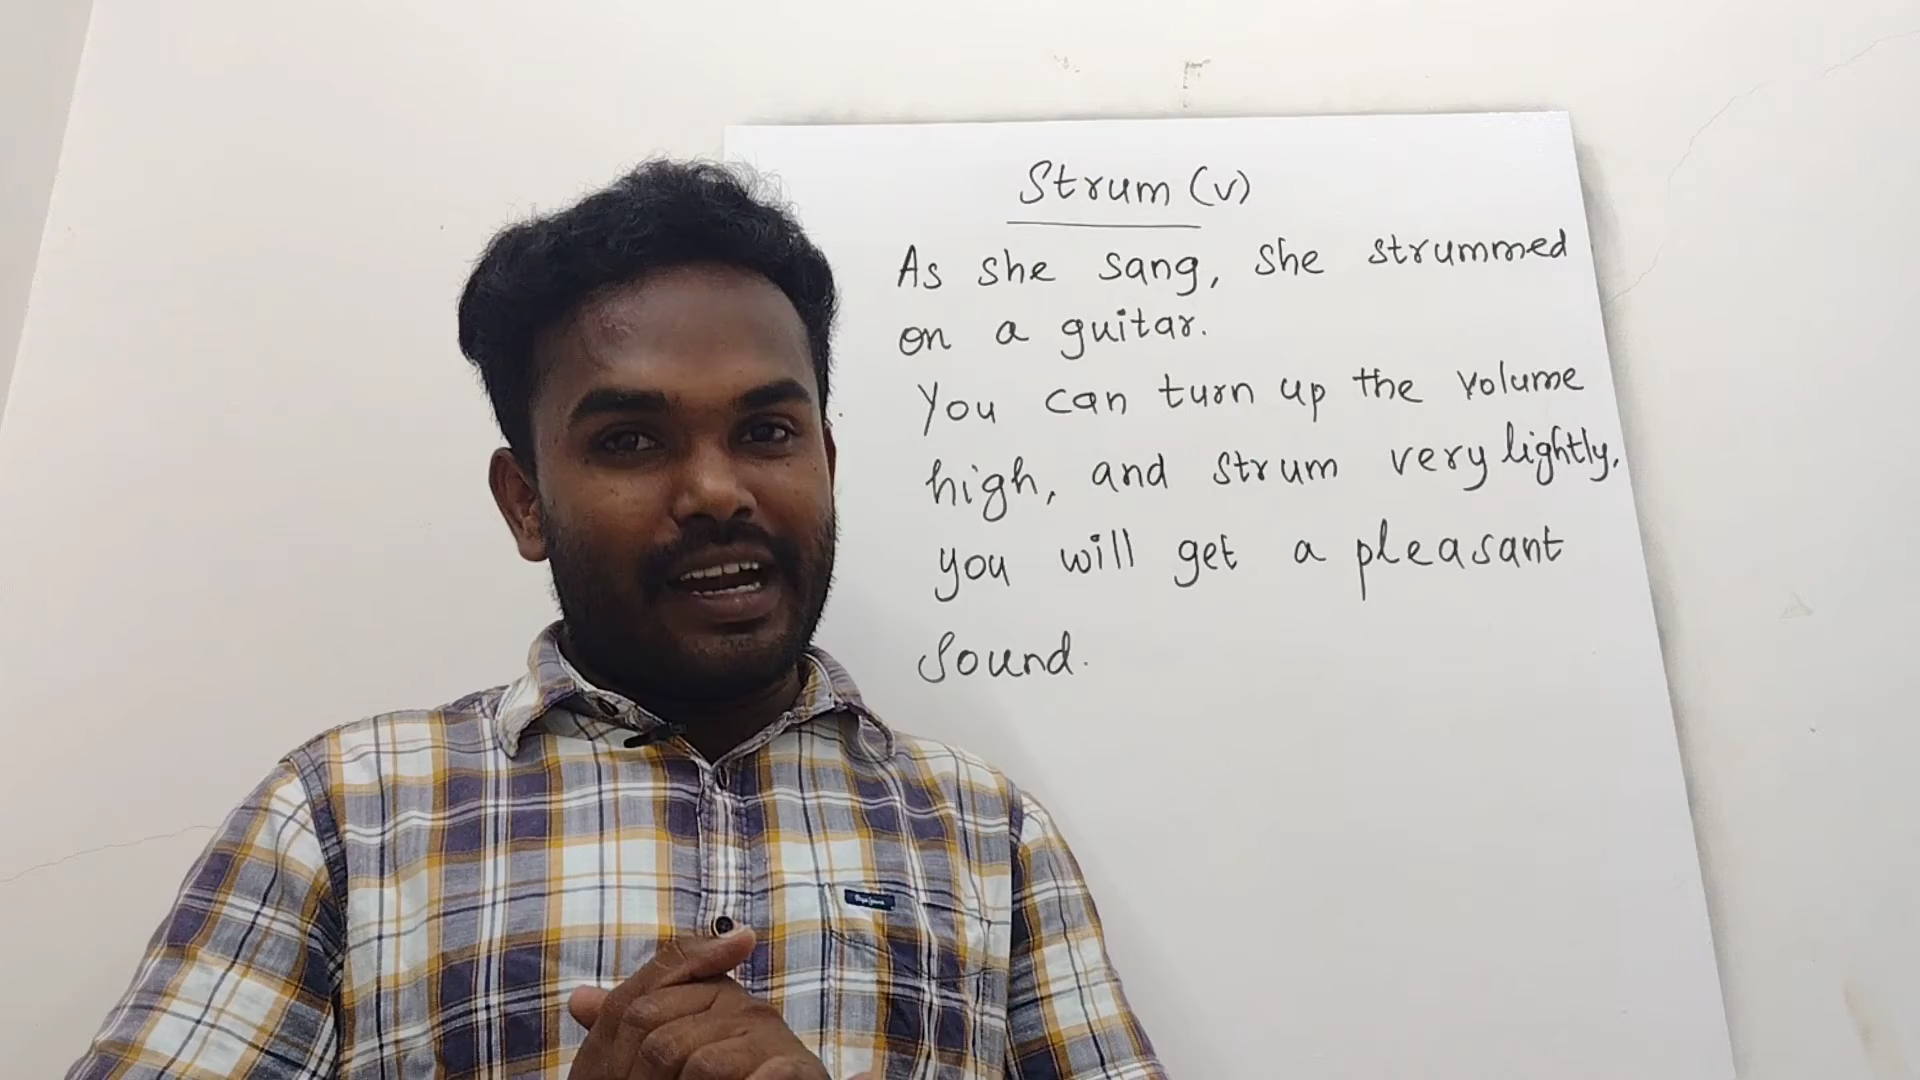 Strum (v)
As she sang, she strummed
on a guitar.
You can turn up the volume
high, and strum very lightly,
you will get a pleasant
sound.